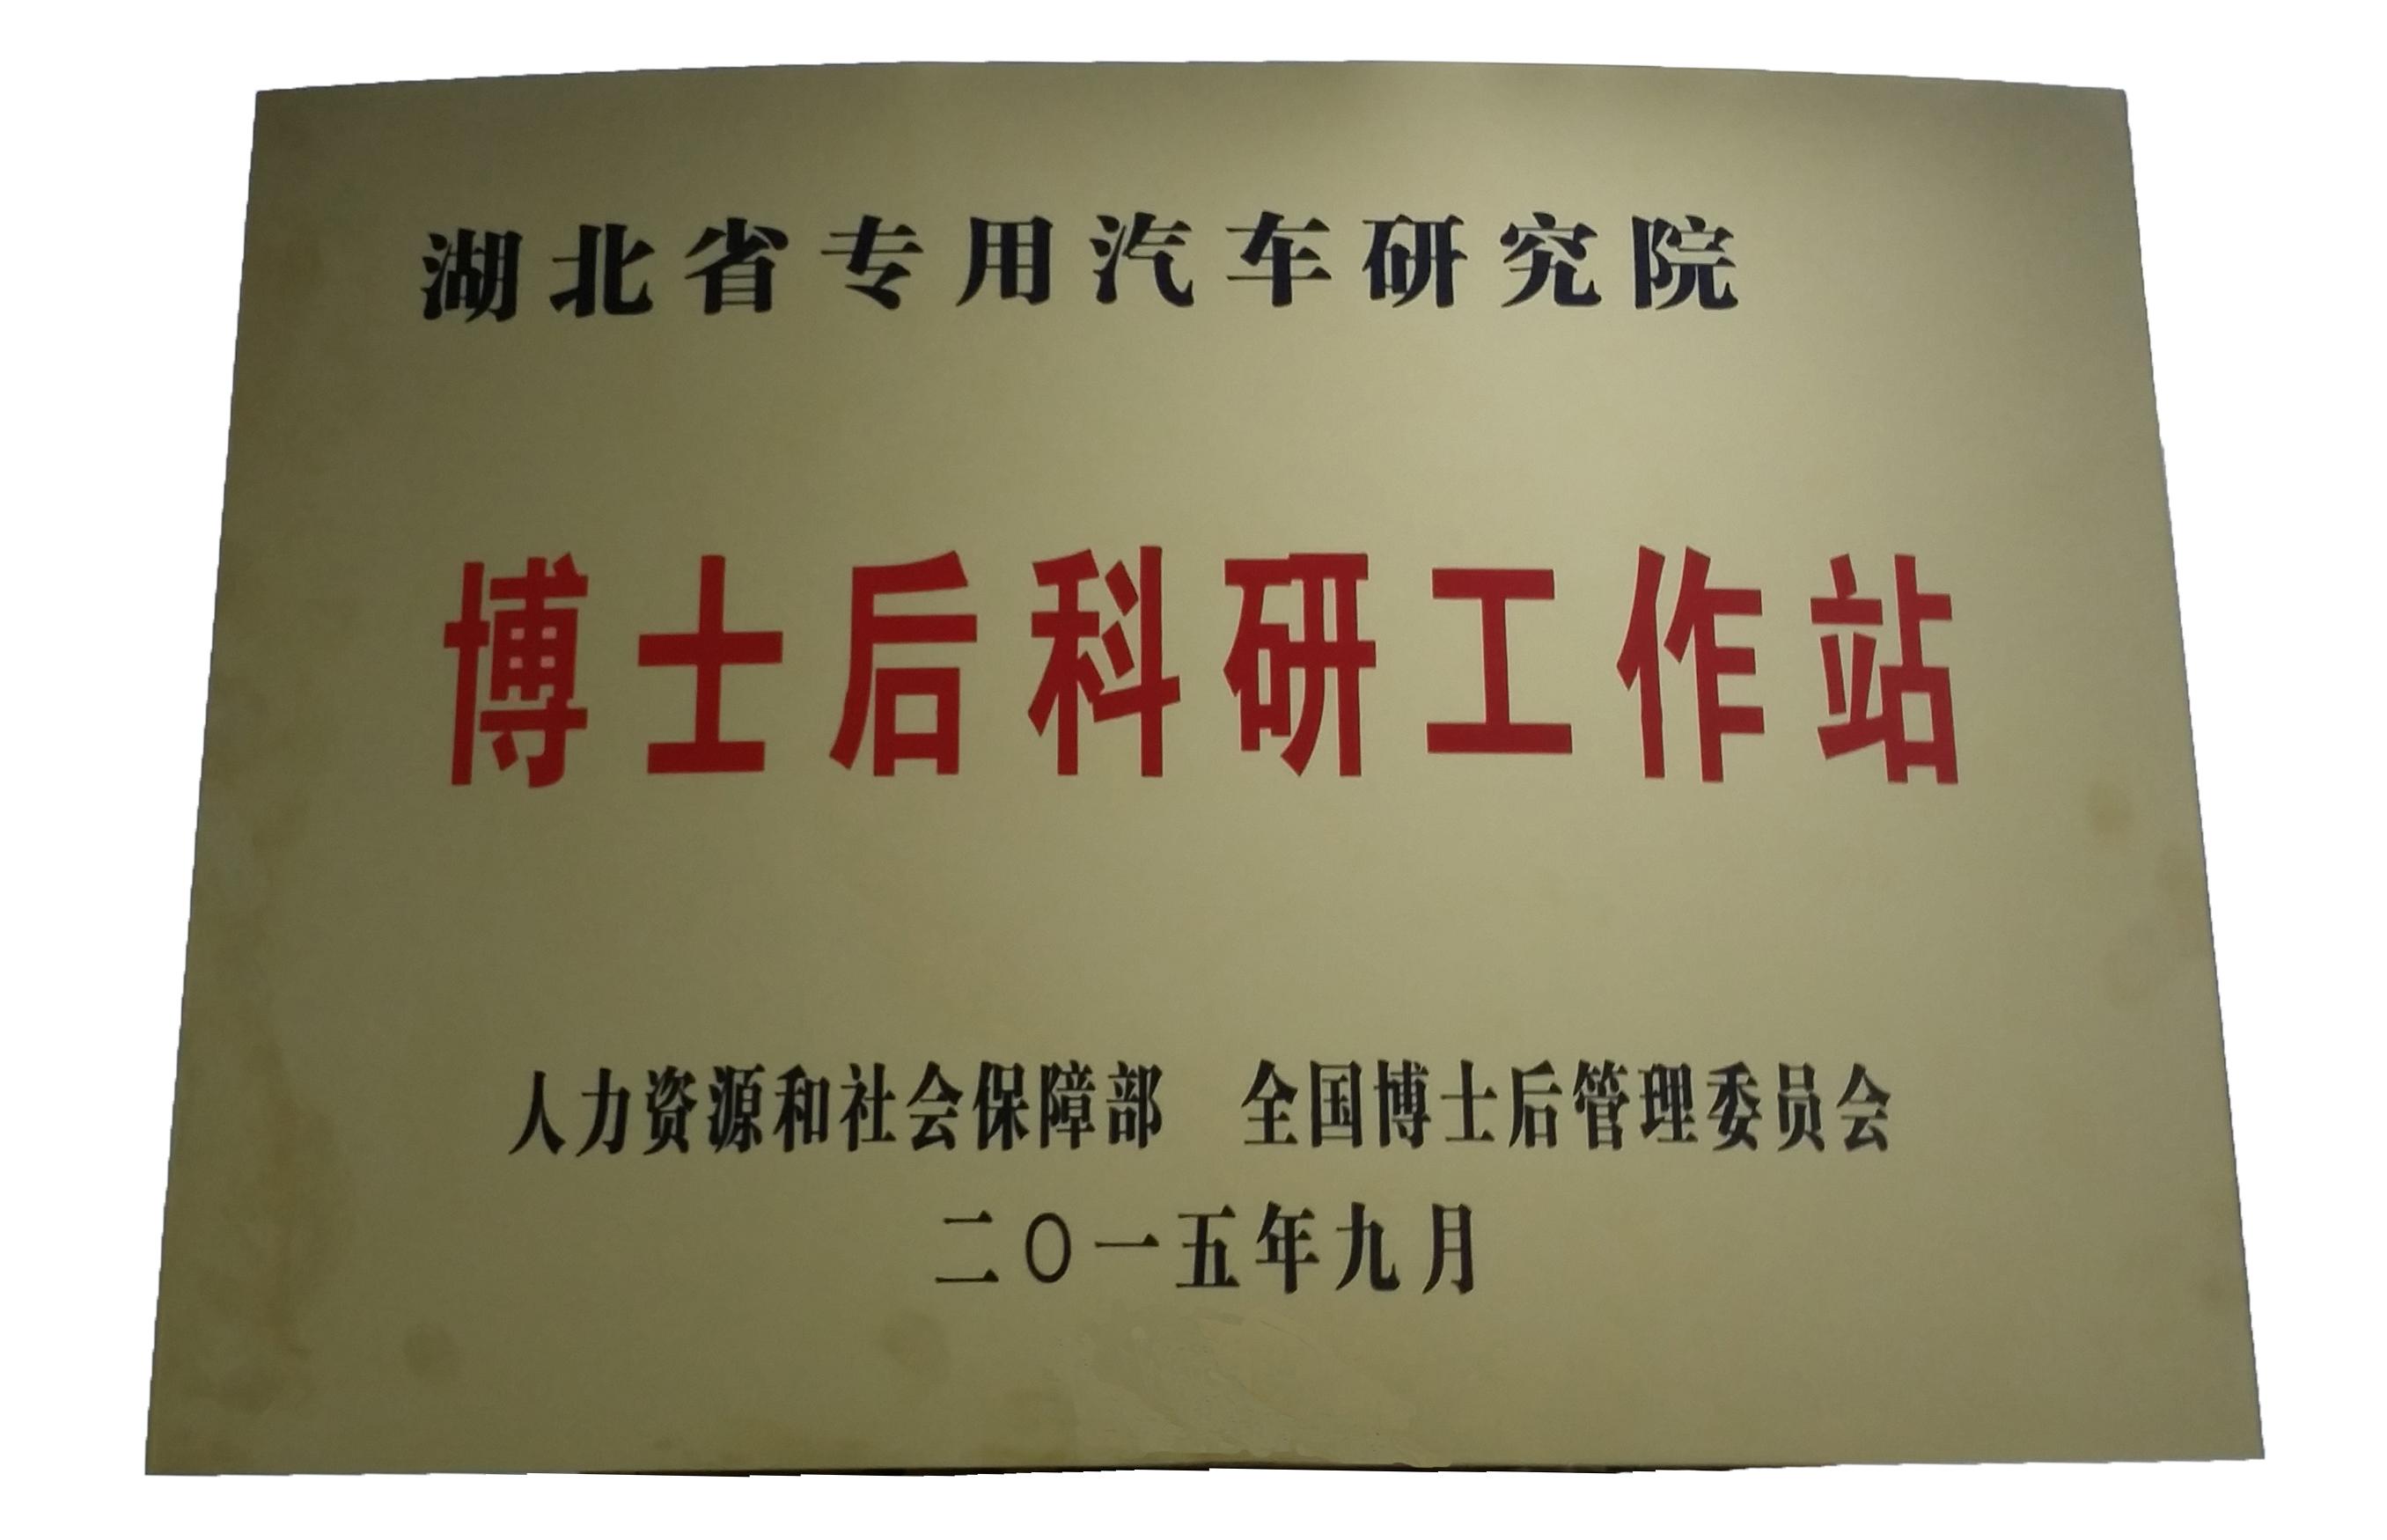 湖北省专用汽车研究院
博士后科研工作站
人力资源和社会保障部 全国博士后管理委员会
二〇一五年九月